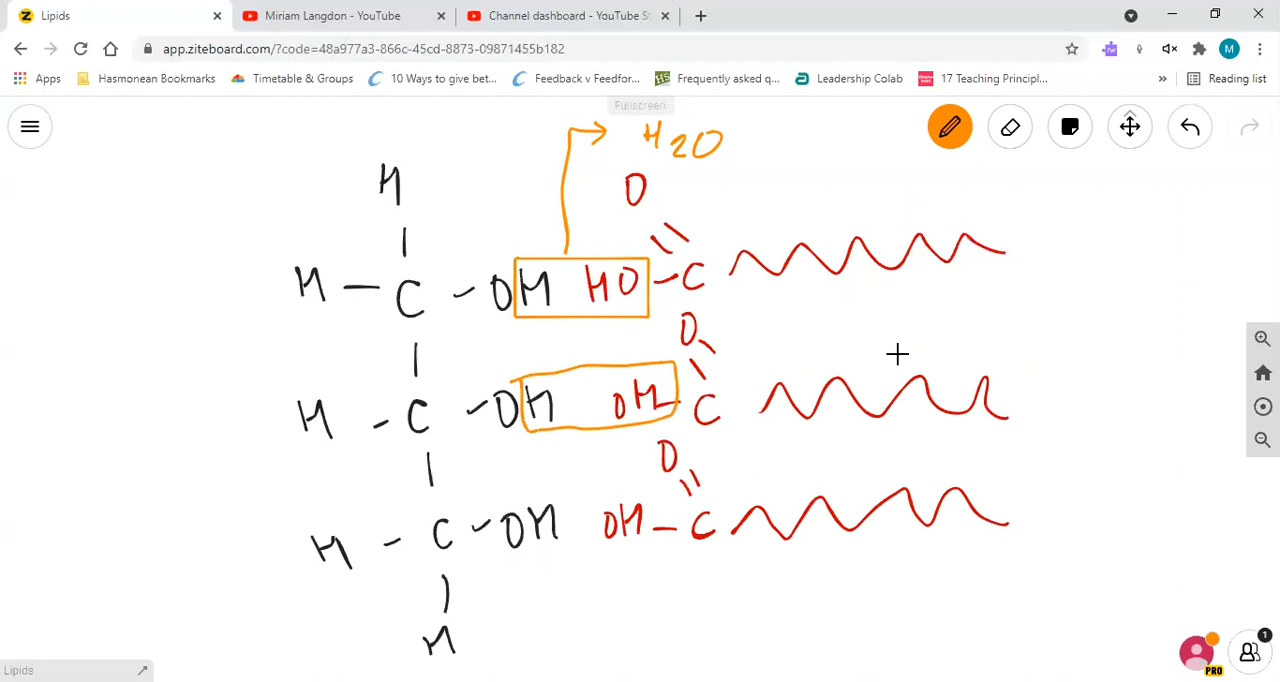 Lipids
Miriam Langdon - YouTube
Channel dashboard - YouTube St
app.ziteboard.com/?code=48a977a3-866c-45cd-8873-09871455b182
M
Apps
Hasmonean Bookmarks
Timetable & Groups
10 Ways to give bet...
Feedback v Feedfor...
Frequently asked q...
Leadership Colab
17 Teaching Principl...
»
Reading list
Fullscreen
H2O
H O
H — C - OH HO - C
O
H - C - OH OH - C
O
H - C - OH OH — C
H
Lipids
PRO
1